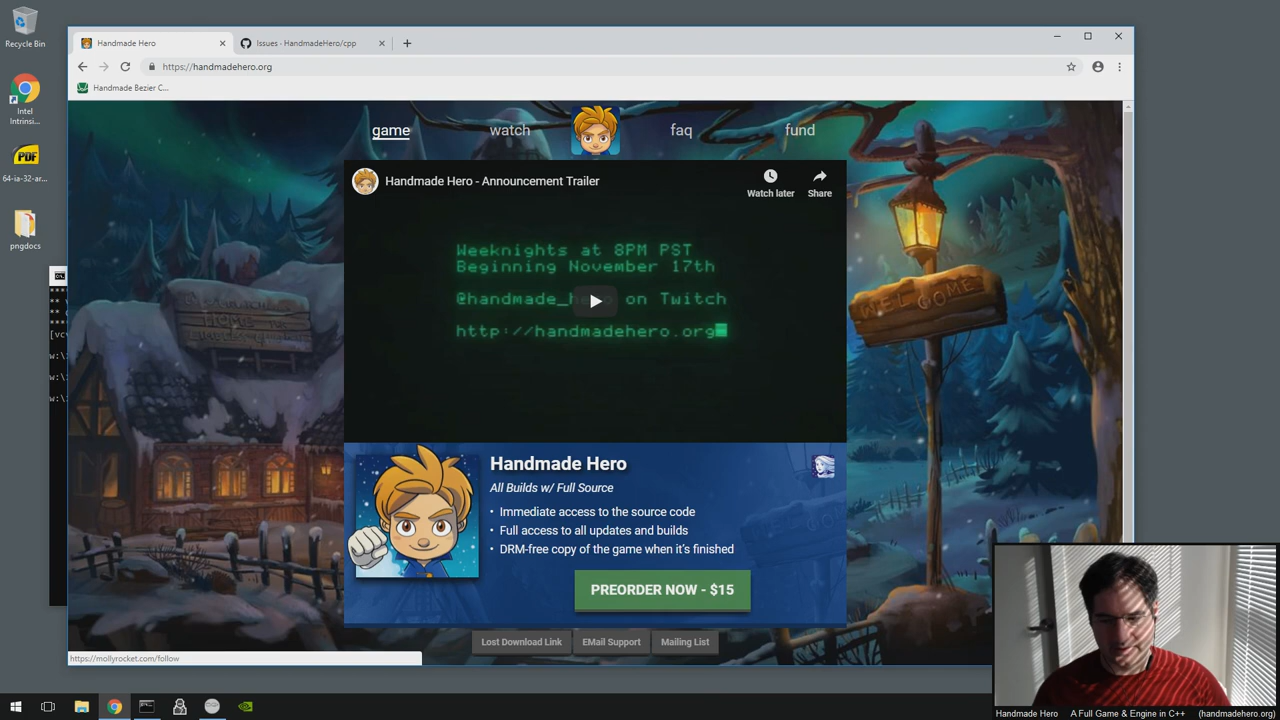 Recycle Bin
Intel
Intrinsi...
64-ia-32-ar...
pngdocs
Handmade Hero
Issues · HandmadeHero/cpp
https://handmadehero.org
Handmade Bezier C...
game
watch
faq
fund
Handmade Hero - Announcement Trailer
Watch later
Share
Weeknights at 8PM PST
Beginning November 17th
@handmade_hero on Twitch
http://handmadehero.org
WELCOME
Handmade Hero
All Builds w/ Full Source
• Immediate access to the source code
• Full access to all updates and builds
• DRM-free copy of the game when it's finished
PREORDER NOW - $15
Lost Download Link
EMail Support
Mailing List
https://mollyrocket.com/follow
Handmade Hero A Full Game & Engine in C++ (handmadehero.org)